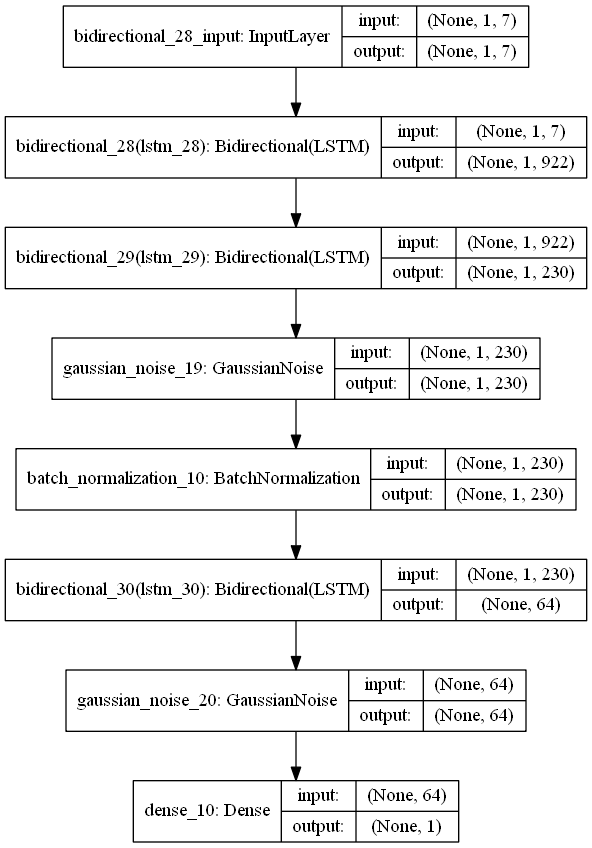 bidirectional_28_input: InputLayer
input: (None, 1, 7)
output: (None, 1, 7)
bidirectional_28(lstm_28): Bidirectional(LSTM)
input: (None, 1, 7)
output: (None, 1, 922)
bidirectional_29(lstm_29): Bidirectional(LSTM)
input: (None, 1, 922)
output: (None, 1, 230)
gaussian_noise_19: GaussianNoise
input: (None, 1, 230)
output: (None, 1, 230)
batch_normalization_10: BatchNormalization
input: (None, 1, 230)
output: (None, 1, 230)
bidirectional_30(lstm_30): Bidirectional(LSTM)
input: (None, 1, 230)
output: (None, 64)
gaussian_noise_20: GaussianNoise
input: (None, 64)
output: (None, 64)
dense_10: Dense
input: (None, 64)
output: (None, 1)